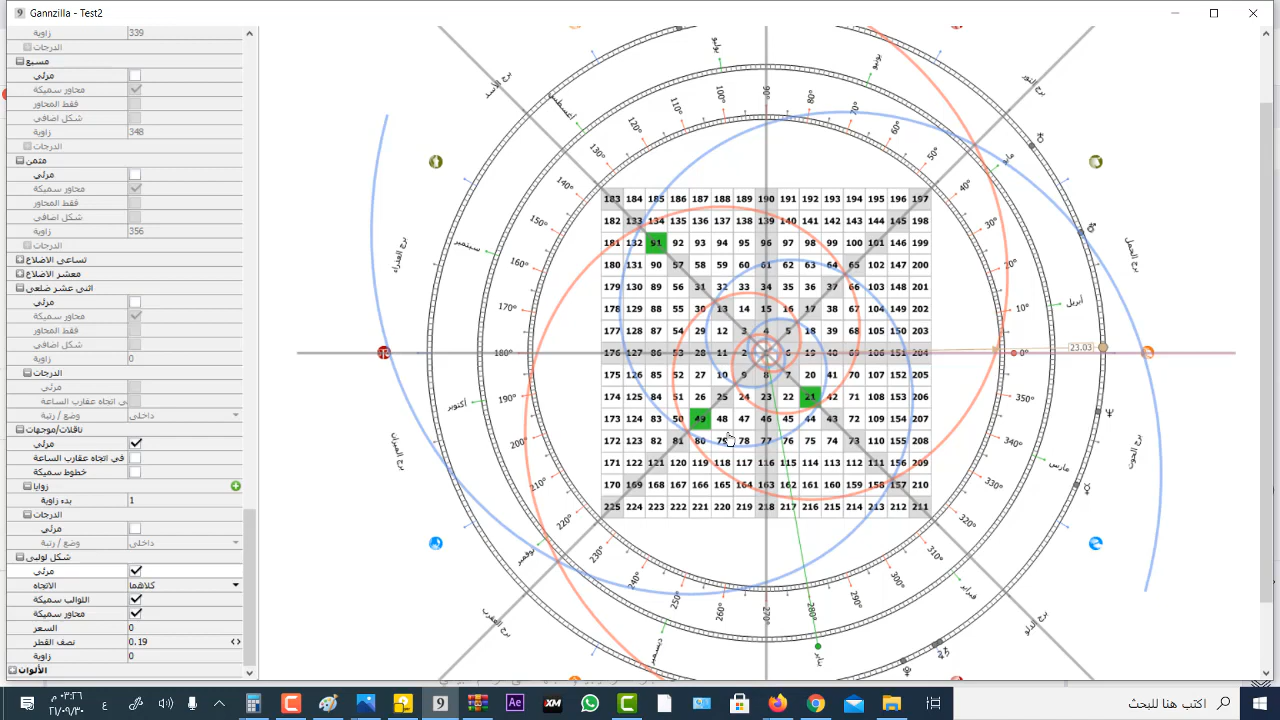 Gannzilla - Test2
زاوية 339
الدرجات
مسبع
مرئي
محاور سميكة
فقط المحاور
شكل اضافي
زاوية 348
الدرجات
مثمن
مرئي
محاور سميكة
فقط المحاور
شكل اضافي
زاوية 356
الدرجات
تساعي الاضلاع
معشر الاضلاع
اثني عشر ضلعي
مرئي
محاور سميكة
فقط المحاور
شكل اضافي
زاوية 0
الدرجات
مرئي
في اتجاه عقارب الساعة
وضع / رتبة داخلي
ناقلات/موجهات
مرئي
في اتجاه عقارب الساعة
خطوط سميكة
زوايا
بدء زاوية 1
الدرجات
مرئي
وضع / رتبة داخلي
شكل لولبي
مرئي
الاتجاه كلاهما
اللوالب سميكة
محاور سميكة
السعر 0
نصف القطر 0.19
زاوية 0
الألوان
يوليو
يونيو
برج الثور
برج الأسد
أغسطس
مايو
برج الحمل
برج العذراء
سبتمبر
أبريل
أكتوبر
مارس
برج الحوت
برج الميزان
نوفمبر
فبراير
برج الدلو
برج العقرب
ديسمبر
يناير
0°
10°
20°
30°
40°
50°
60°
70°
80°
90°
100°
110°
120°
130°
140°
150°
160°
170°
180°
190°
200°
210°
220°
230°
240°
250°
260°
270°
280°
290°
300°
310°
320°
330°
340°
350°
23.03
183 184 185 186 187 188 189 190 191 192 193 194 195 196 197
182 133 134 135 136 137 138 139 140 141 142 143 144 145 198
181 132 91 92 93 94 95 96 97 98 99 100 101 146 199
180 131 90 57 58 59 60 61 62 63 64 65 102 147 200
179 130 89 56 31 32 33 34 35 36 37 66 103 148 201
178 129 88 55 30 13 14 15 16 17 38 67 104 149 202
177 128 87 54 29 12 3 4 5 18 39 68 105 150 203
176 127 86 53 28 11 2 6 19 40 69 106 151 204
175 126 85 52 27 10 9 8 7 20 41 70 107 152 205
174 125 84 51 26 25 24 23 22 21 42 71 108 153 206
173 124 83 50 49 48 47 46 45 44 43 72 109 154 207
172 123 82 81 80 79 78 77 76 75 74 73 110 155 208
171 122 121 120 119 118 117 116 115 114 113 112 111 156 209
170 169 168 167 166 165 164 163 162 161 160 159 158 157 210
225 224 223 222 221 220 219 218 217 216 215 214 213 212 211
اكتب هنا للبحث